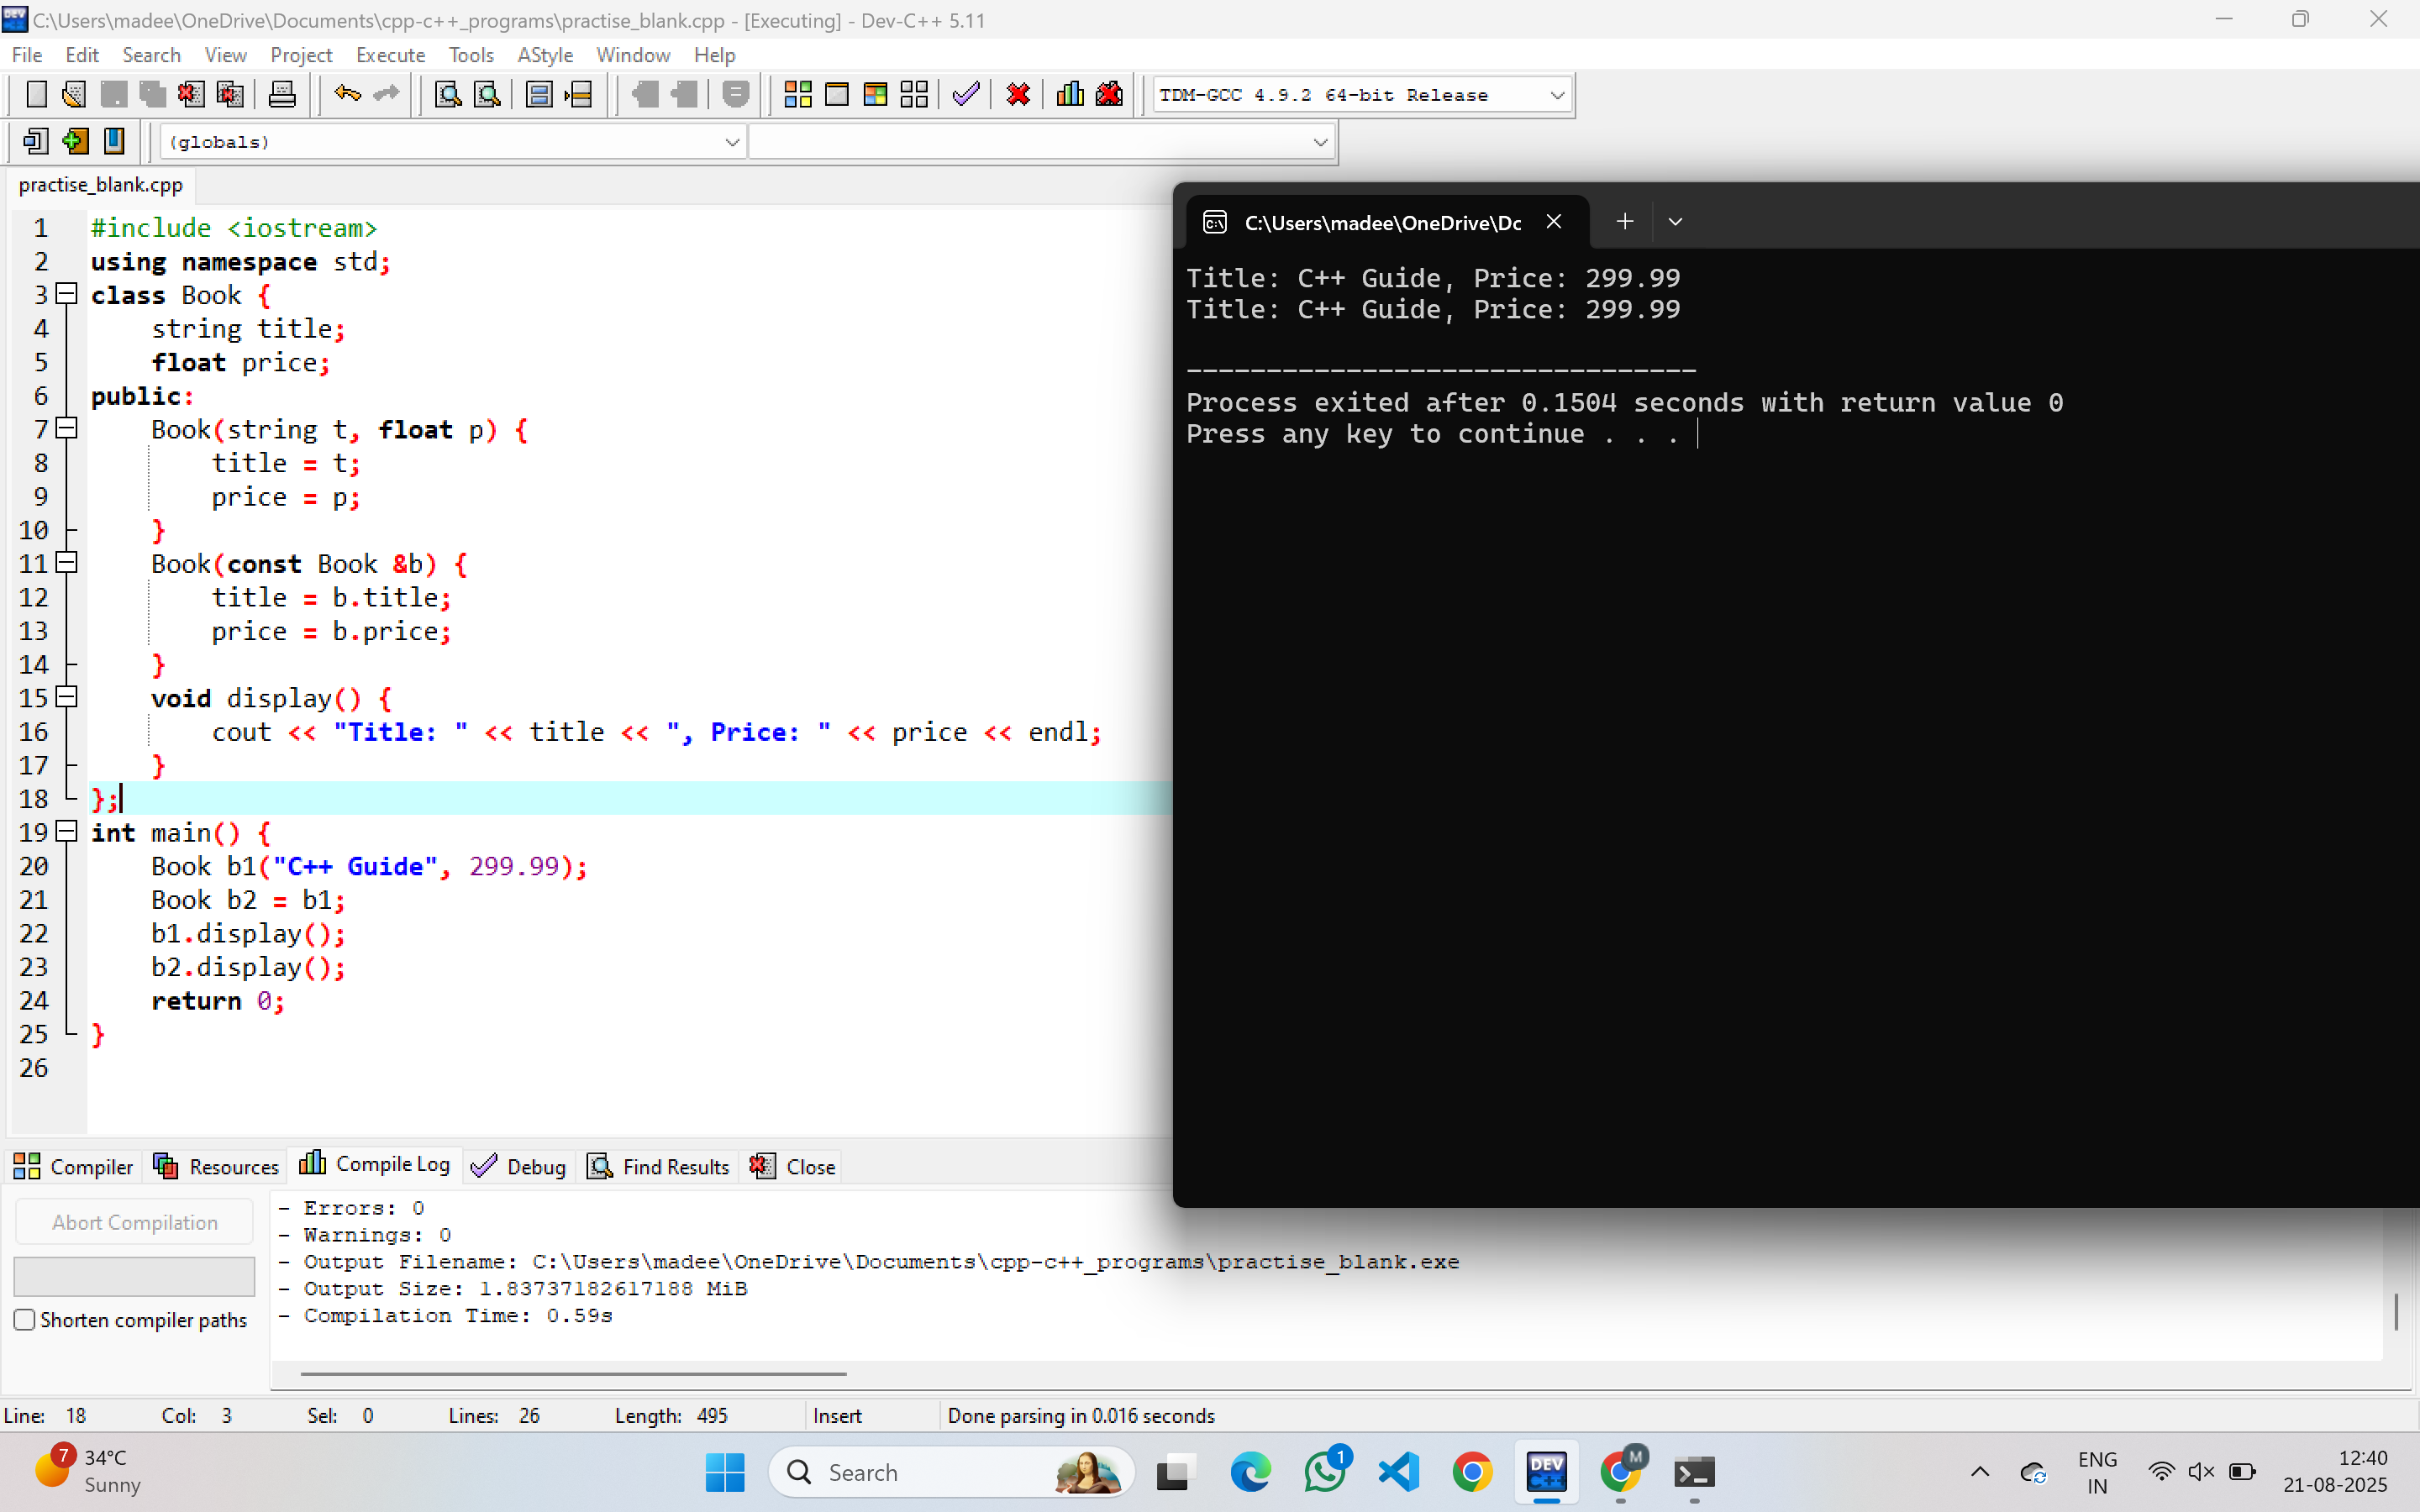 C:\Users\madee\OneDrive\Documents\cpp-c++_programs\practise_blank.cpp - [Executing] - Dev-C++ 5.11
File Edit Search View Project Execute Tools AStyle Window Help
TDM-GCC 4.9.2 64-bit Release
(globals)
practise_blank.cpp
1 #include <iostream>
2 using namespace std;
3 class Book {
4 string title;
5 float price;
6 public:
7 Book(string t, float p) {
8 title = t;
9 price = p;
10 }
11 Book(const Book &b) {
12 title = b.title;
13 price = b.price;
14 }
15 void display() {
16 cout << "Title: " << title << ", Price: " << price << endl;
17 }
18 };
19 int main() {
20 Book b1("C++ Guide", 299.99);
21 Book b2 = b1;
22 b1.display();
23 b2.display();
24 return 0;
25 }
26
C:\Users\madee\OneDrive\Dc
Title: C++ Guide, Price: 299.99
Title: C++ Guide, Price: 299.99
--------------------------------
Process exited after 0.1504 seconds with return value 0
Press any key to continue . . .
Compiler Resources Compile Log Debug Find Results Close
Abort Compilation
Shorten compiler paths
- Errors: 0
- Warnings: 0
- Output Filename: C:\Users\madee\OneDrive\Documents\cpp-c++_programs\practise_blank.exe
- Output Size: 1.83737182617188 MiB
- Compilation Time: 0.59s
Line: 18 Col: 3 Sel: 0 Lines: 26 Length: 495 Insert Done parsing in 0.016 seconds
7
34°C
Sunny
Search
1
DEV
C++
M
ENG
IN
12:40
21-08-2025